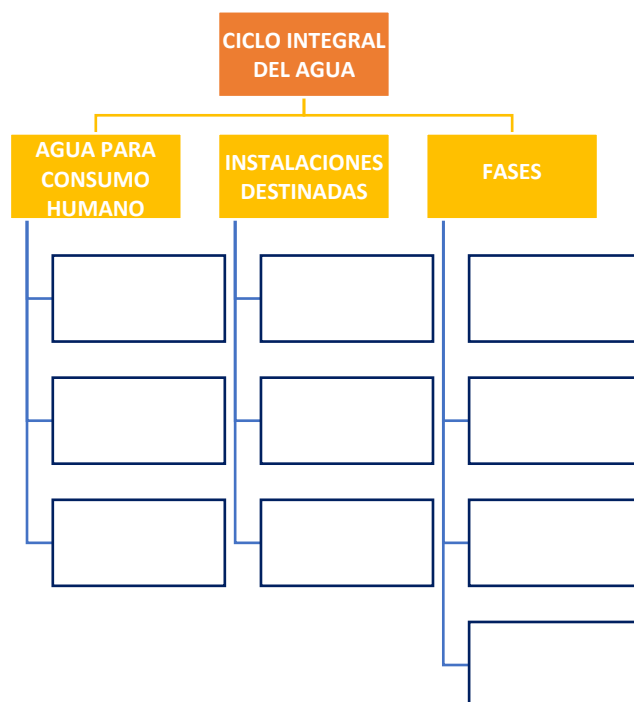 CICLO INTEGRAL
DEL AGUA
AGUA PARA
CONSUMO
HUMANO
INSTALACIONES
DESTINADAS
FASES